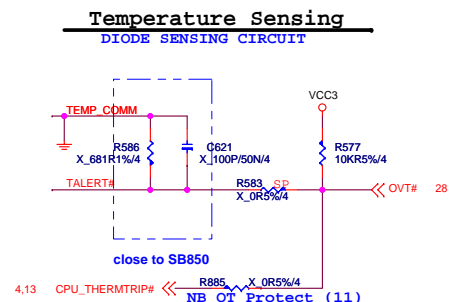 Temperature Sensing
DIODE SENSING CIRCUIT
VCC3
TEMP_COMM
R586
X_681R1%/4
C621
X_100P/50N/4
R577
10KR5%/4
TALERT#
R583
SP
X_0R5%/4
OVT# 28
close to SB850
4,13 CPU_THERMTRIP#
R885 X_0R5%/4
NB OT Protect (11)